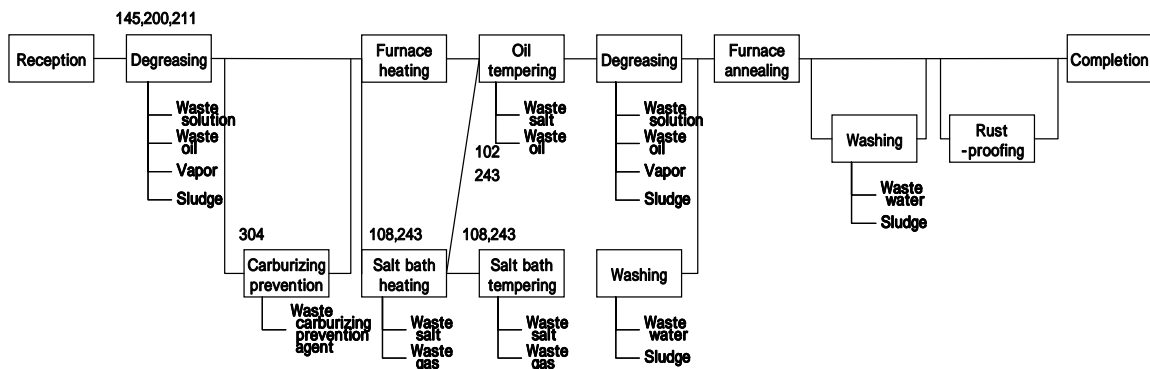 145,200,211
Reception
Degreasing
Furnace
heating
Oil
tempering
Degreasing
Furnace
annealing
Completion
Waste
solution
Waste
oil
Vapor
Sludge
Waste
salt
Waste
oil
102
243
Waste
solution
Waste
oil
Vapor
Sludge
Washing
Rust
-proofing
Waste
water
Sludge
304
Carburizing
prevention
108,243
Salt bath
heating
108,243
Salt bath
tempering
Washing
Waste
carburizing
prevention
agent
Waste
salt
Waste
gas
Waste
salt
Waste
gas
Waste
water
Sludge